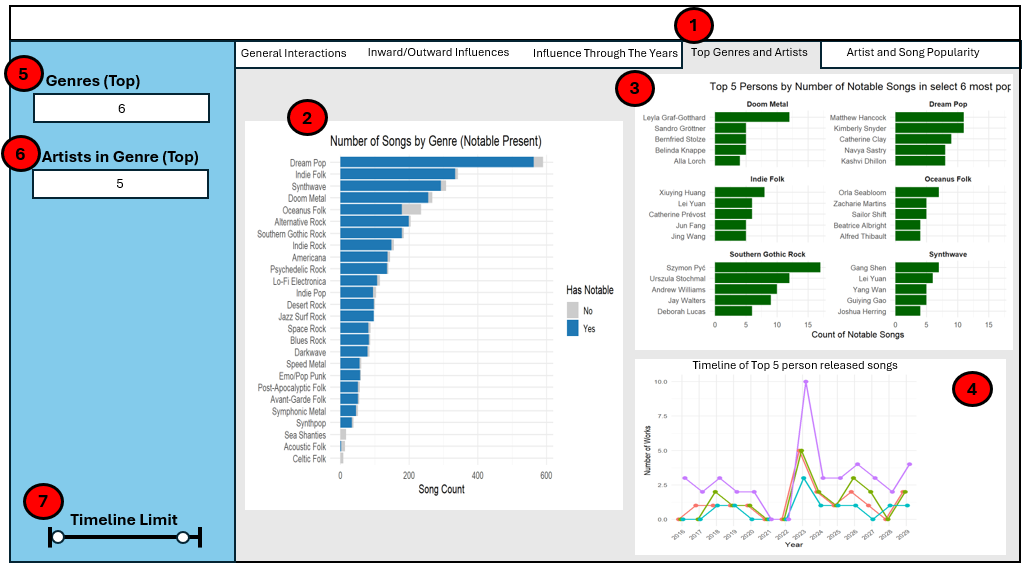 1
General Interactions
Inward/Outward Influences
Influence Through The Years
Top Genres and Artists
Artist and Song Popularity
5
Genres (Top)
6
6
Artists in Genre (Top)
5
7
Timeline Limit
2
Number of Songs by Genre (Notable Present)
Dream Pop
Indie Folk
Synthwave
Doom Metal
Oceanus Folk
Alternative Rock
Southern Gothic Rock
Indie Rock
Americana
Psychedelic Rock
Lo-Fi Electronica
Indie Pop
Desert Rock
Jazz Surf Rock
Space Rock
Blues Rock
Darkwave
Speed Metal
Emo/Pop Punk
Post-Apocalyptic Folk
Avant-Garde Folk
Symphonic Metal
Synthpop
Sea Shanties
Acoustic Folk
Celtic Folk
0 200 400 600
Song Count
Has Notable
No
Yes
3
Top 5 Persons by Number of Notable Songs in select 6 most pop
Doom Metal
Leyla Graf-Gotthard
Sandro Gröttner
Bernfried Stolze
Belinda Knappe
Alla Lorch
Dream Pop
Matthew Hancock
Kimberly Snyder
Catherine Clay
Navya Sastry
Kashvi Dhillon
Indie Folk
Xiuying Huang
Lei Yuan
Catherine Prévost
Jun Fang
Jing Wang
Oceanus Folk
Orla Seabloom
Zacharie Martins
Sailor Shift
Beatrice Albright
Alfred Thibault
Southern Gothic Rock
Szymon Pyć
Urszula Stochmal
Andrew Williams
Jay Walters
Deborah Lucas
Synthwave
Gang Shen
Lei Yuan
Yang Wan
Guiying Gao
Joshua Herring
0 5 10 15
0 5 10 15
Count of Notable Songs
4
Timeline of Top 5 person released songs
Number of Works
10.0
7.5
5.0
2.5
0.0
2016 2017 2018 2019 2020 2021 2022 2023 2024 2025 2026 2027 2028 2029
Year